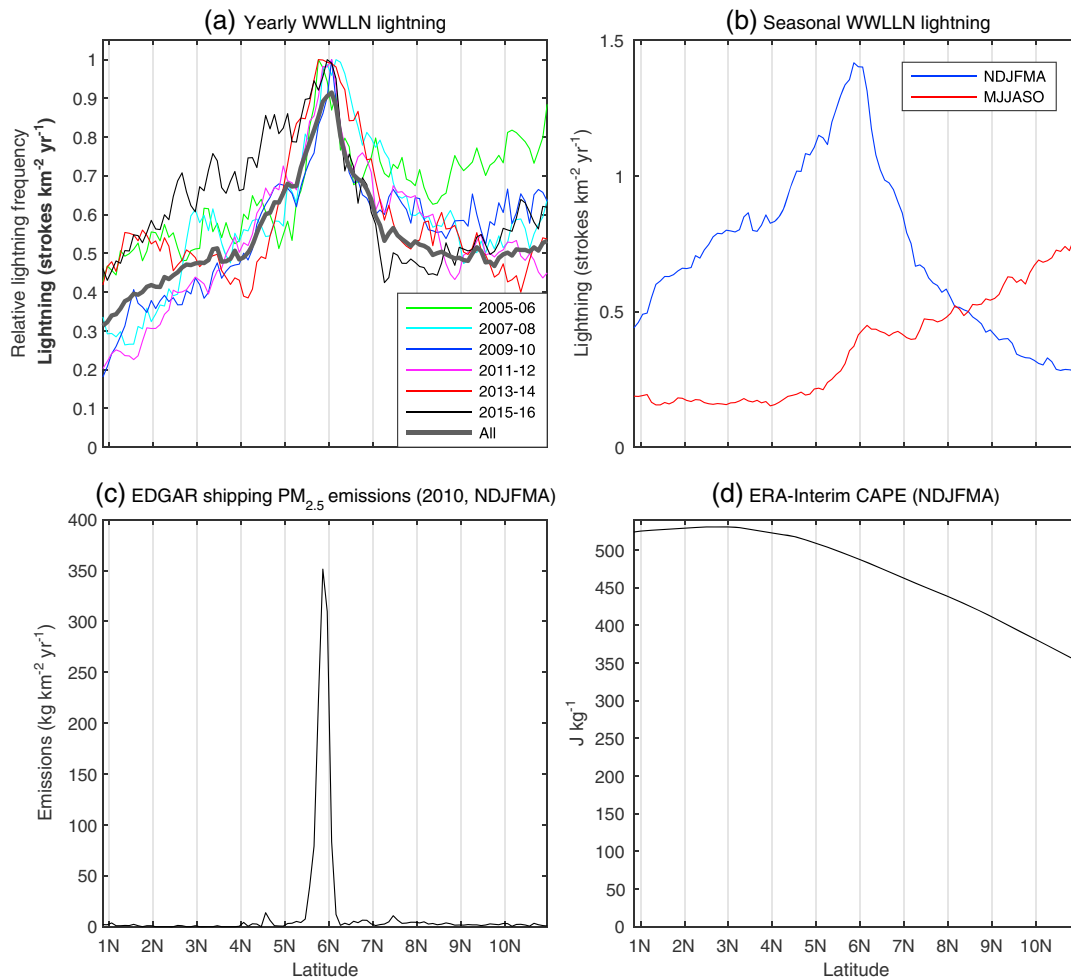 (a) Yearly WWLLN lightning
Relative lightning frequency
Lightning (strokes km-2 yr-1)
1
0.9
0.8
0.7
0.6
0.5
0.4
0.3
0.2
0.1
0
2005-06
2007-08
2009-10
2011-12
2013-14
2015-16
All
(b) Seasonal WWLLN lightning
Lightning (strokes km-2 yr-1)
1.5
1
0.5
0
NDJFMA
MJJASO
(c) EDGAR shipping PM2.5 emissions (2010, NDJFMA)
Emissions (kg km-2 yr-1)
400
350
300
250
200
150
100
50
0
1N 2N 3N 4N 5N 6N 7N 8N 9N 10N
Latitude
(d) ERA-Interim CAPE (NDJFMA)
J kg-1
500
450
400
350
300
250
200
150
100
50
0
1N 2N 3N 4N 5N 6N 7N 8N 9N 10N
Latitude